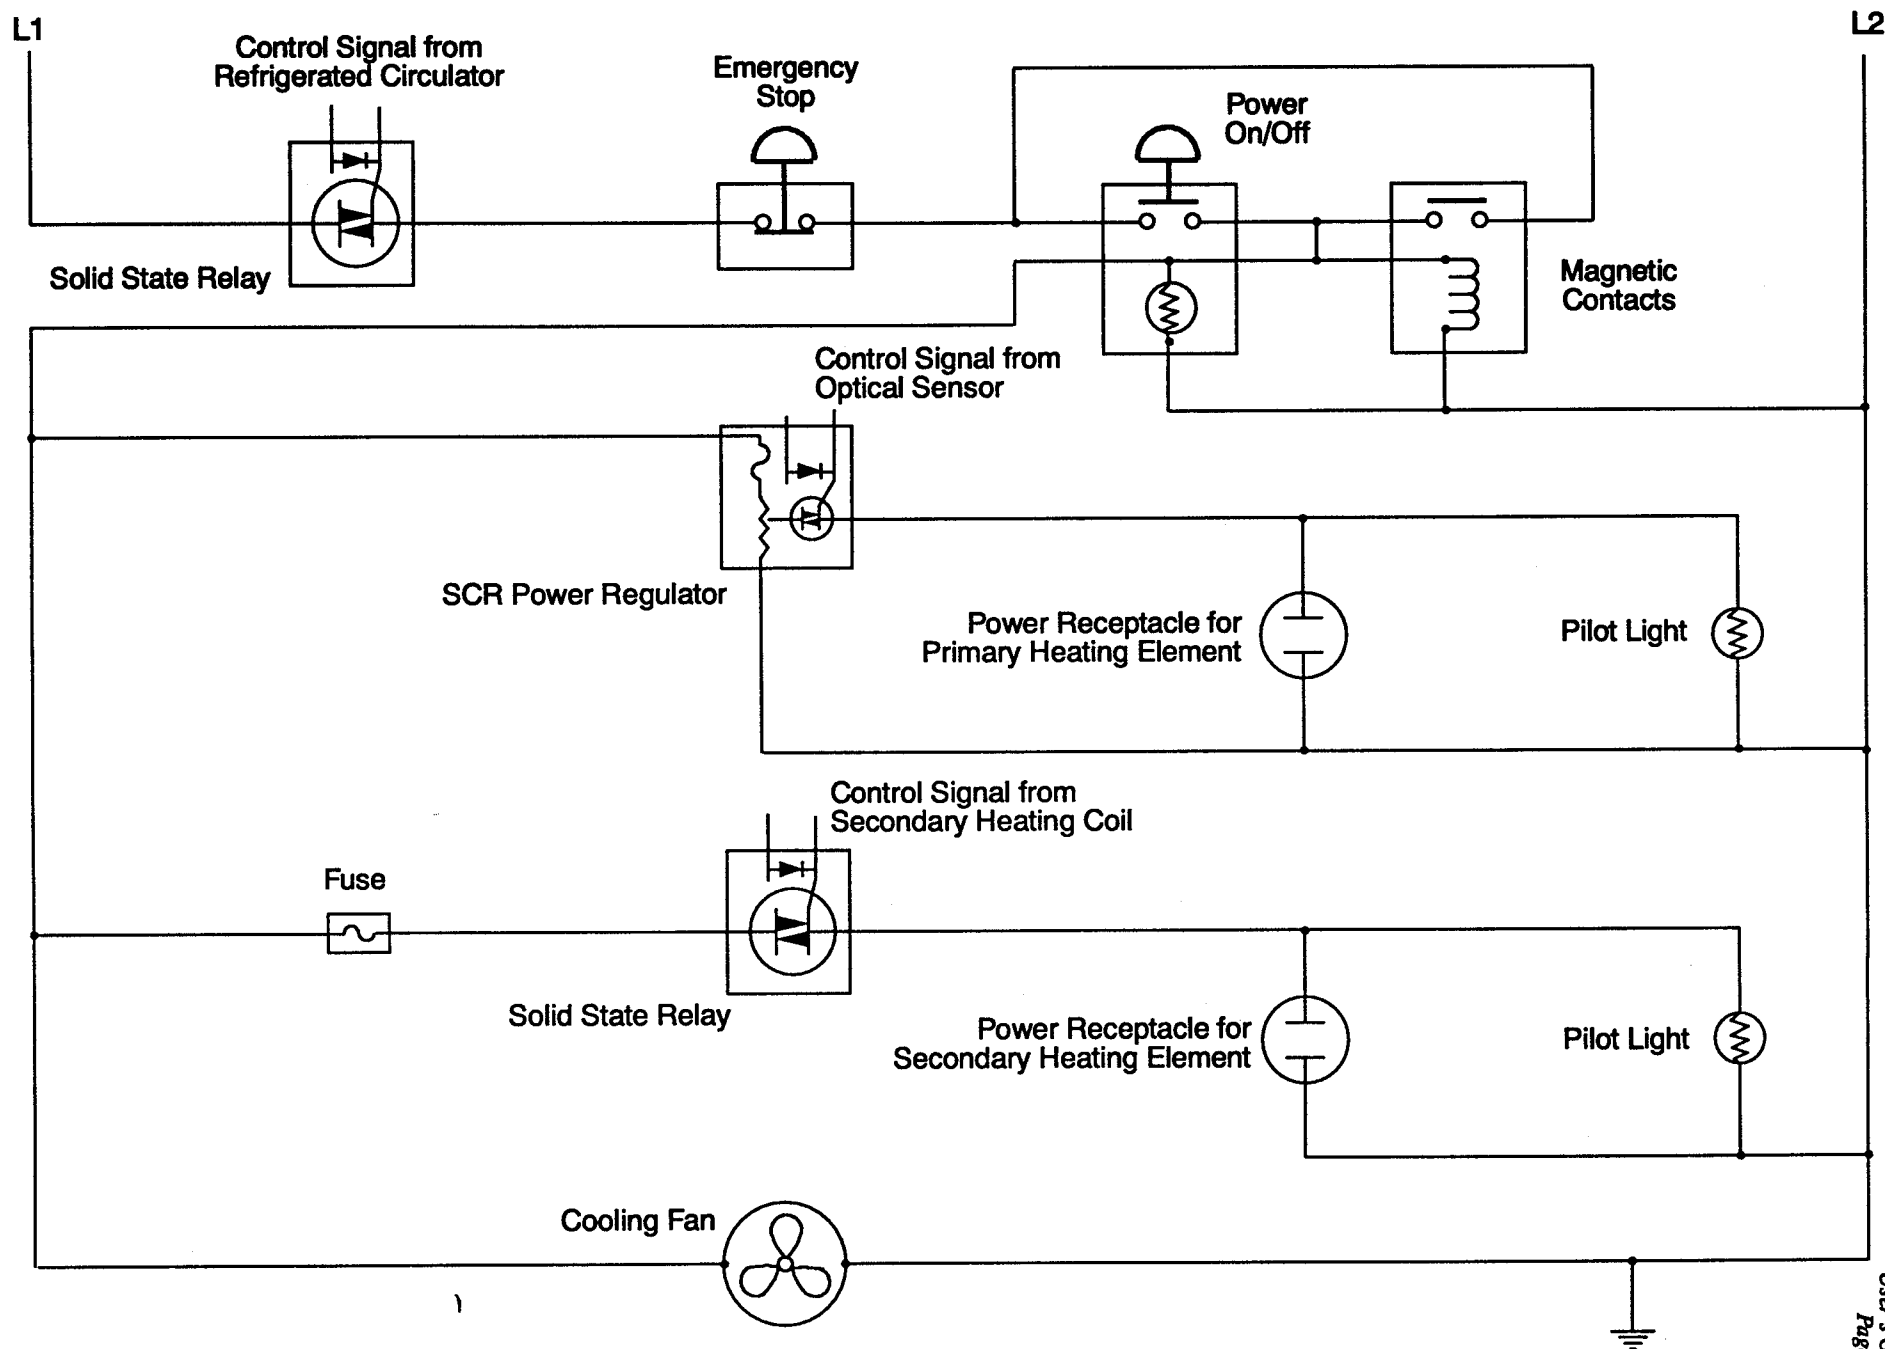 L1
L2
Control Signal from
Refrigerated Circulator
Emergency
Stop
Power
On/Off
Solid State Relay
Magnetic
Contacts
Control Signal from
Optical Sensor
SCR Power Regulator
Power Receptacle for
Primary Heating Element
Pilot Light
Control Signal from
Secondary Heating Coil
Fuse
Solid State Relay
Power Receptacle for
Secondary Heating Element
Pilot Light
Cooling Fan